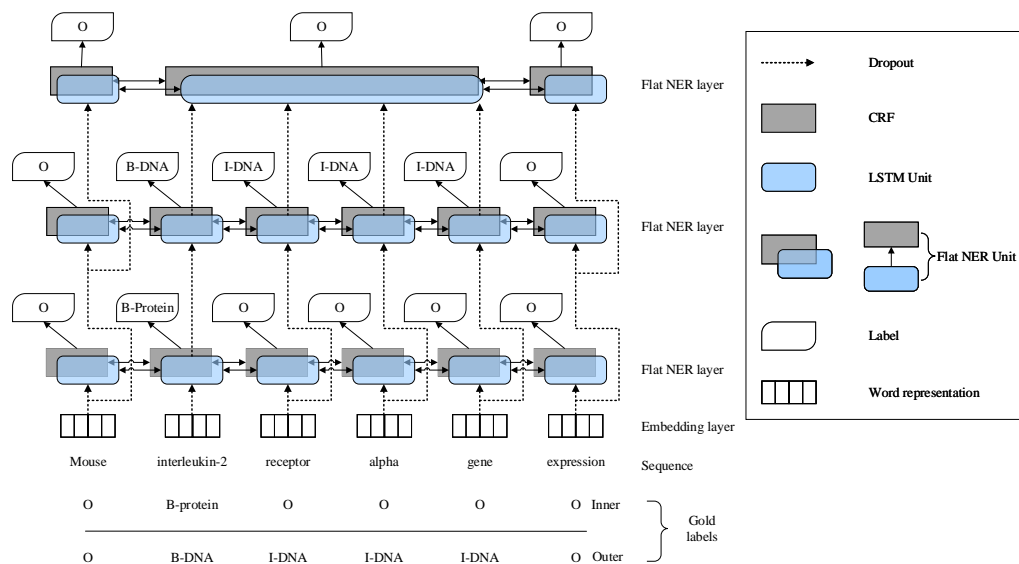 O O O
Flat NER layer
O B-DNA I-DNA I-DNA I-DNA O
Flat NER layer
O B-Protein O O O O
Flat NER layer
Embedding layer
Mouse interleukin-2 receptor alpha gene expression Sequence
O B-protein O O O O Inner
O B-DNA I-DNA I-DNA I-DNA O Outer
Gold
labels
Dropout
CRF
LSTM Unit
Flat NER Unit
Label
Word representation